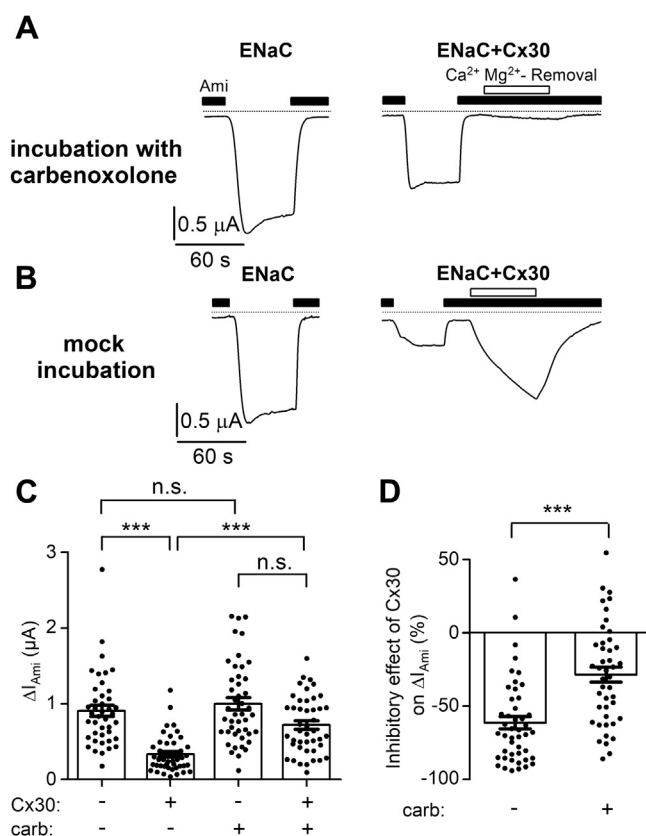 A
ENaC
ENaC+Cx30
Ami
Ca²⁺ Mg²⁺- Removal
incubation with
carbenoxolone
0.5 µA
60 s
B
ENaC
ENaC+Cx30
mock
incubation
0.5 µA
60 s
C
n.s.
***
***
n.s.
ΔI_Ami (µA)
3
2
1
0
Cx30: - + - +
carb: - - + +
D
***
Inhibitory effect of Cx30
on ΔI_Ami (%)
50
0
-50
-100
carb: - +